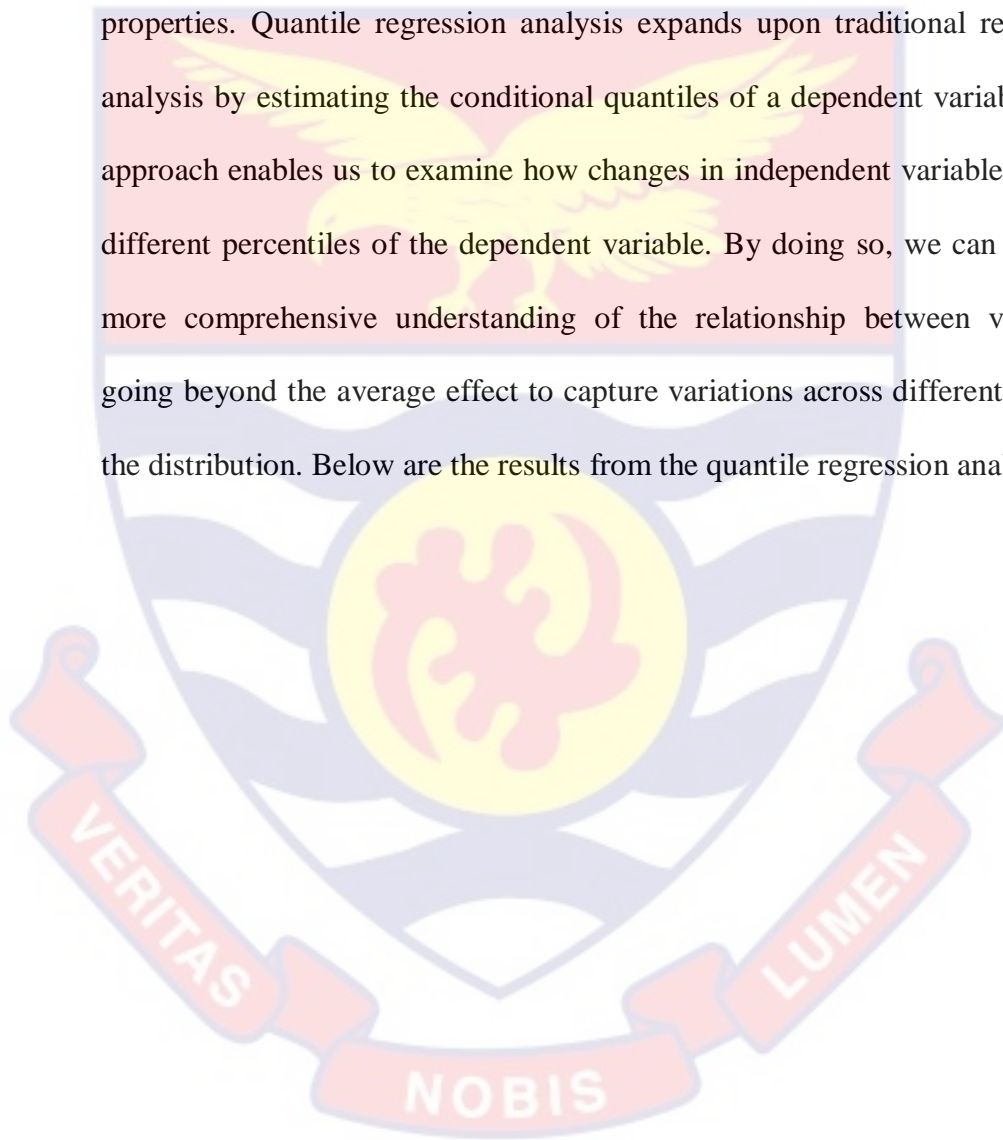 properties. Quantile regression analysis expands upon traditional re
analysis by estimating the conditional quantiles of a dependent varia
approach enables us to examine how changes in independent variable
different percentiles of the dependent variable. By doing so, we can
more comprehensive understanding of the relationship between v
going beyond the average effect to capture variations across different
the distribution. Below are the results from the quantile regression ana
VERITAS
NOBIS
LUMEN